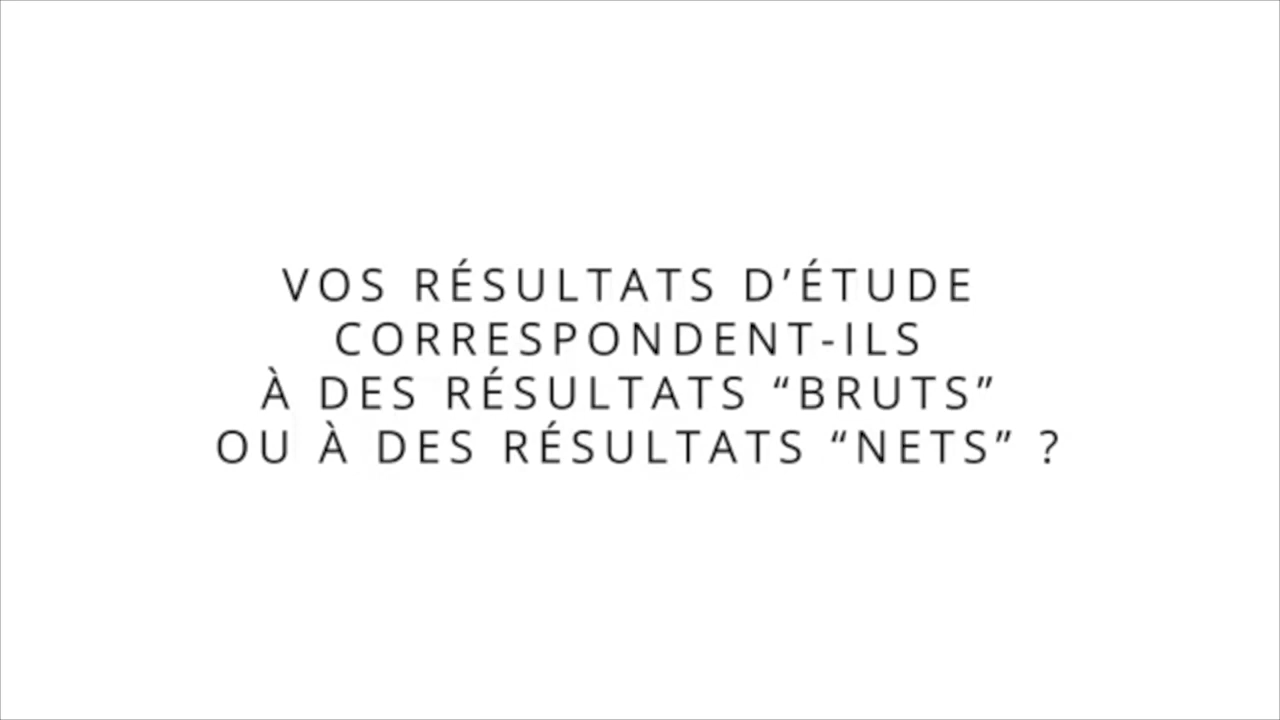 VOS RÉSULTATS D’ÉTUDE
CORRESPONDENT-ILS
À DES RÉSULTATS “BRUTS”
OU À DES RÉSULTATS “NETS” ?